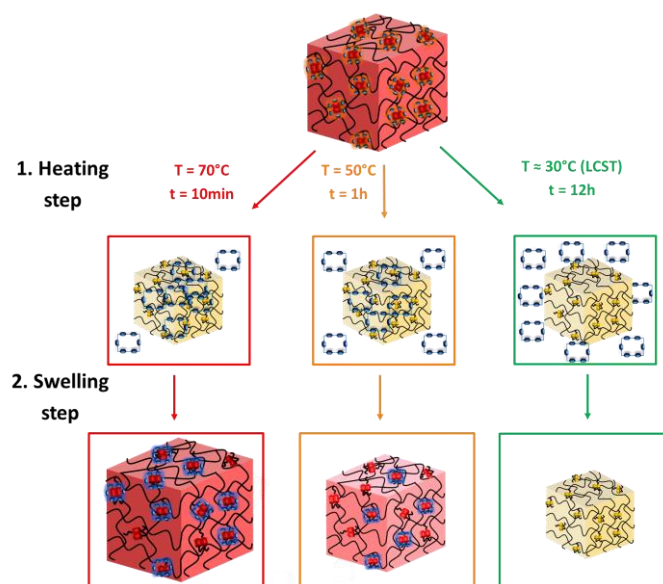 1. Heating
step
T = 70°C
t = 10min
T = 50°C
t = 1h
T ≈ 30°C (LCST)
t = 12h
2. Swelling
step